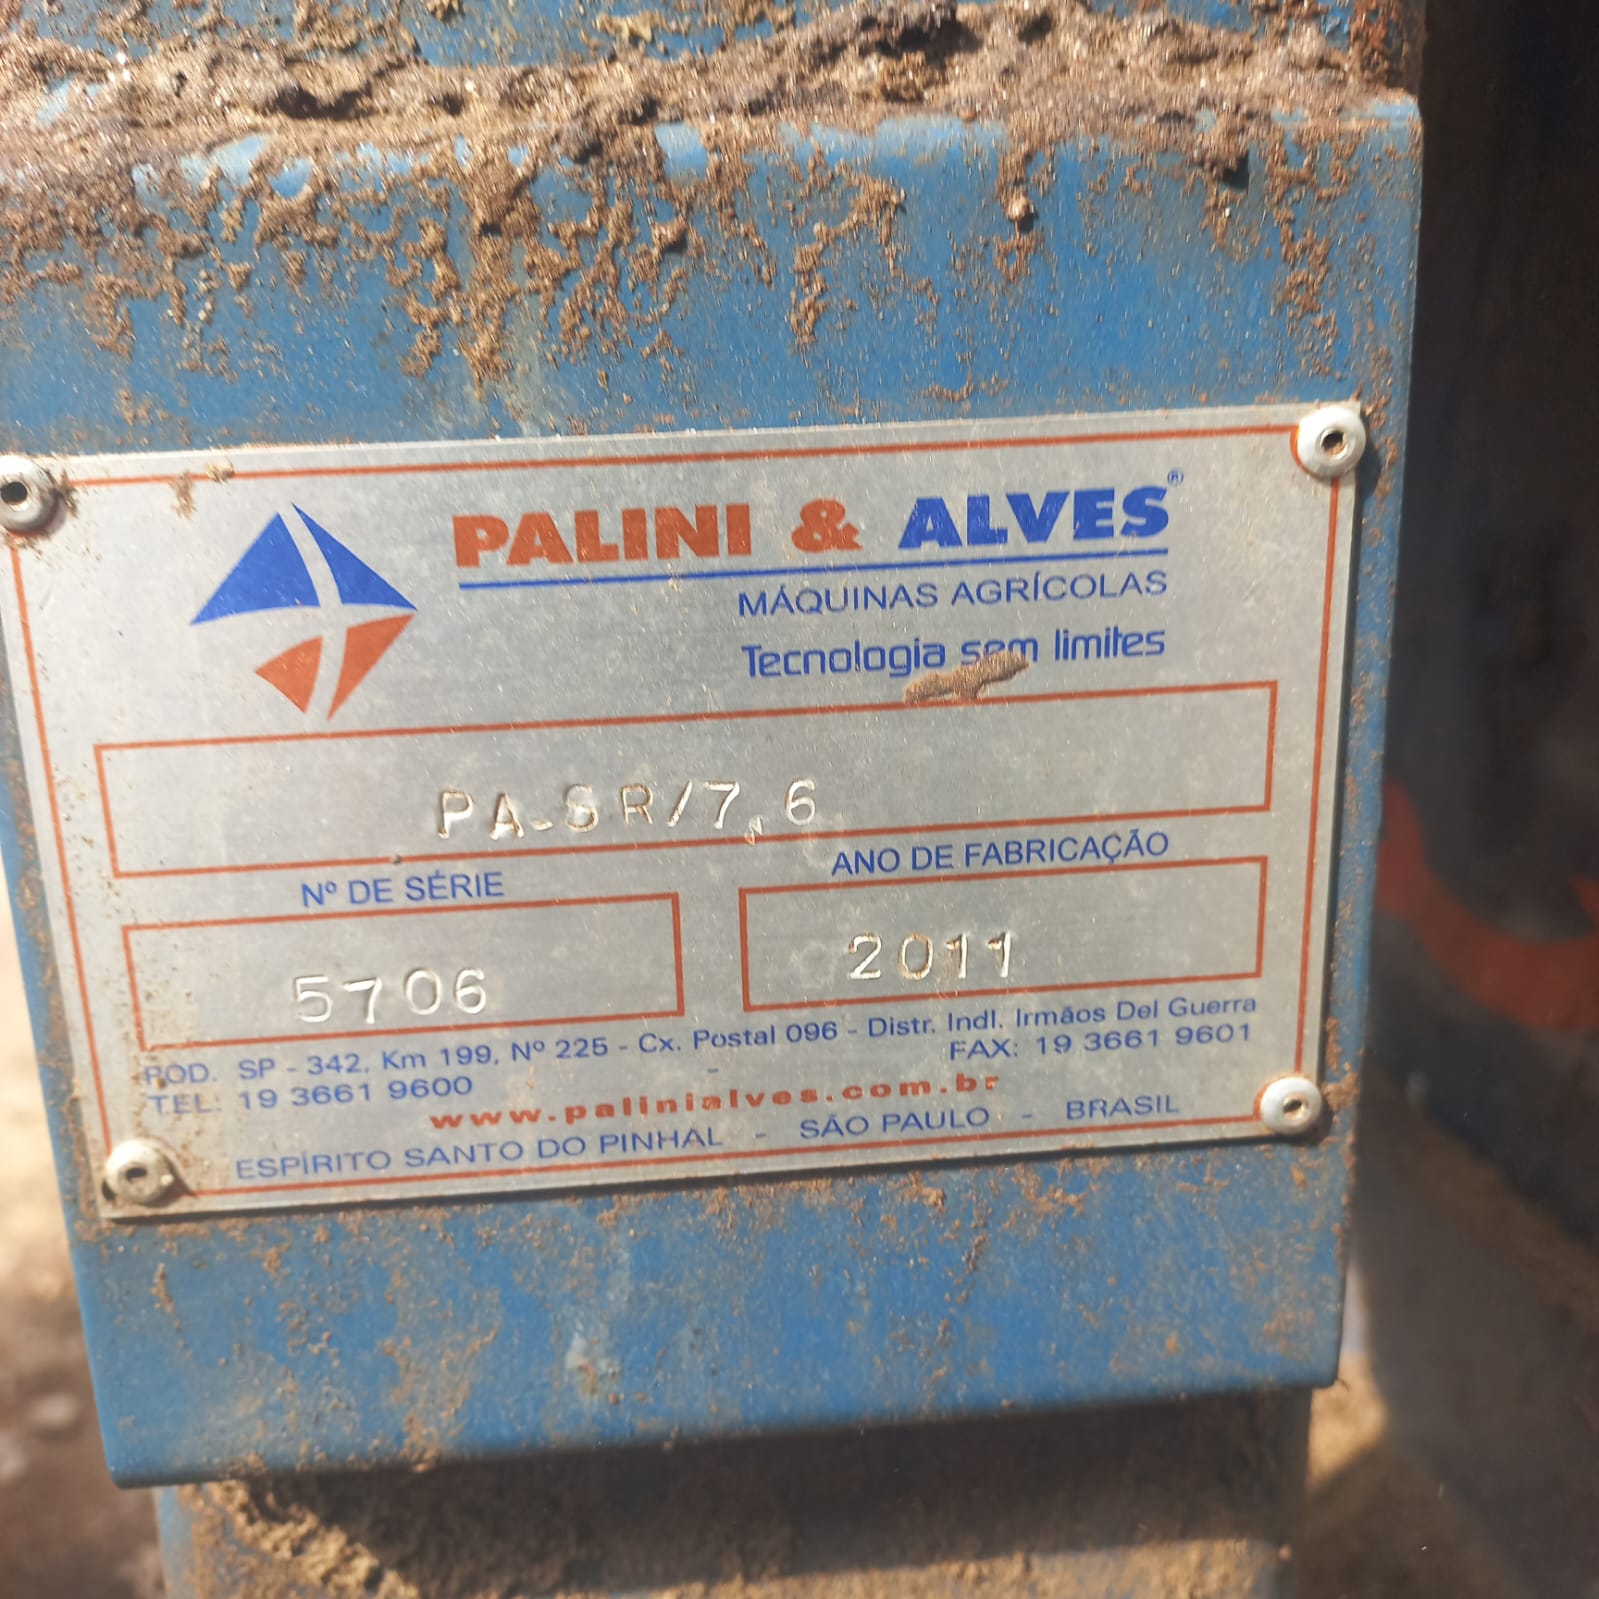 PALINI & ALVES®
MÁQUINAS AGRÍCOLAS
Tecnologia sem limites
PA-SR/7,6
Nº DE SÉRIE
ANO DE FABRICAÇÃO
5706
2011
ROD. SP - 342, Km 199, Nº 225 - Cx. Postal 096 - Distr. Indl. Irmãos Del Guerra
TEL: 19 3661 9600 - FAX: 19 3661 9601
www.palinialves.com.br
ESPÍRITO SANTO DO PINHAL - SÃO PAULO - BRASIL